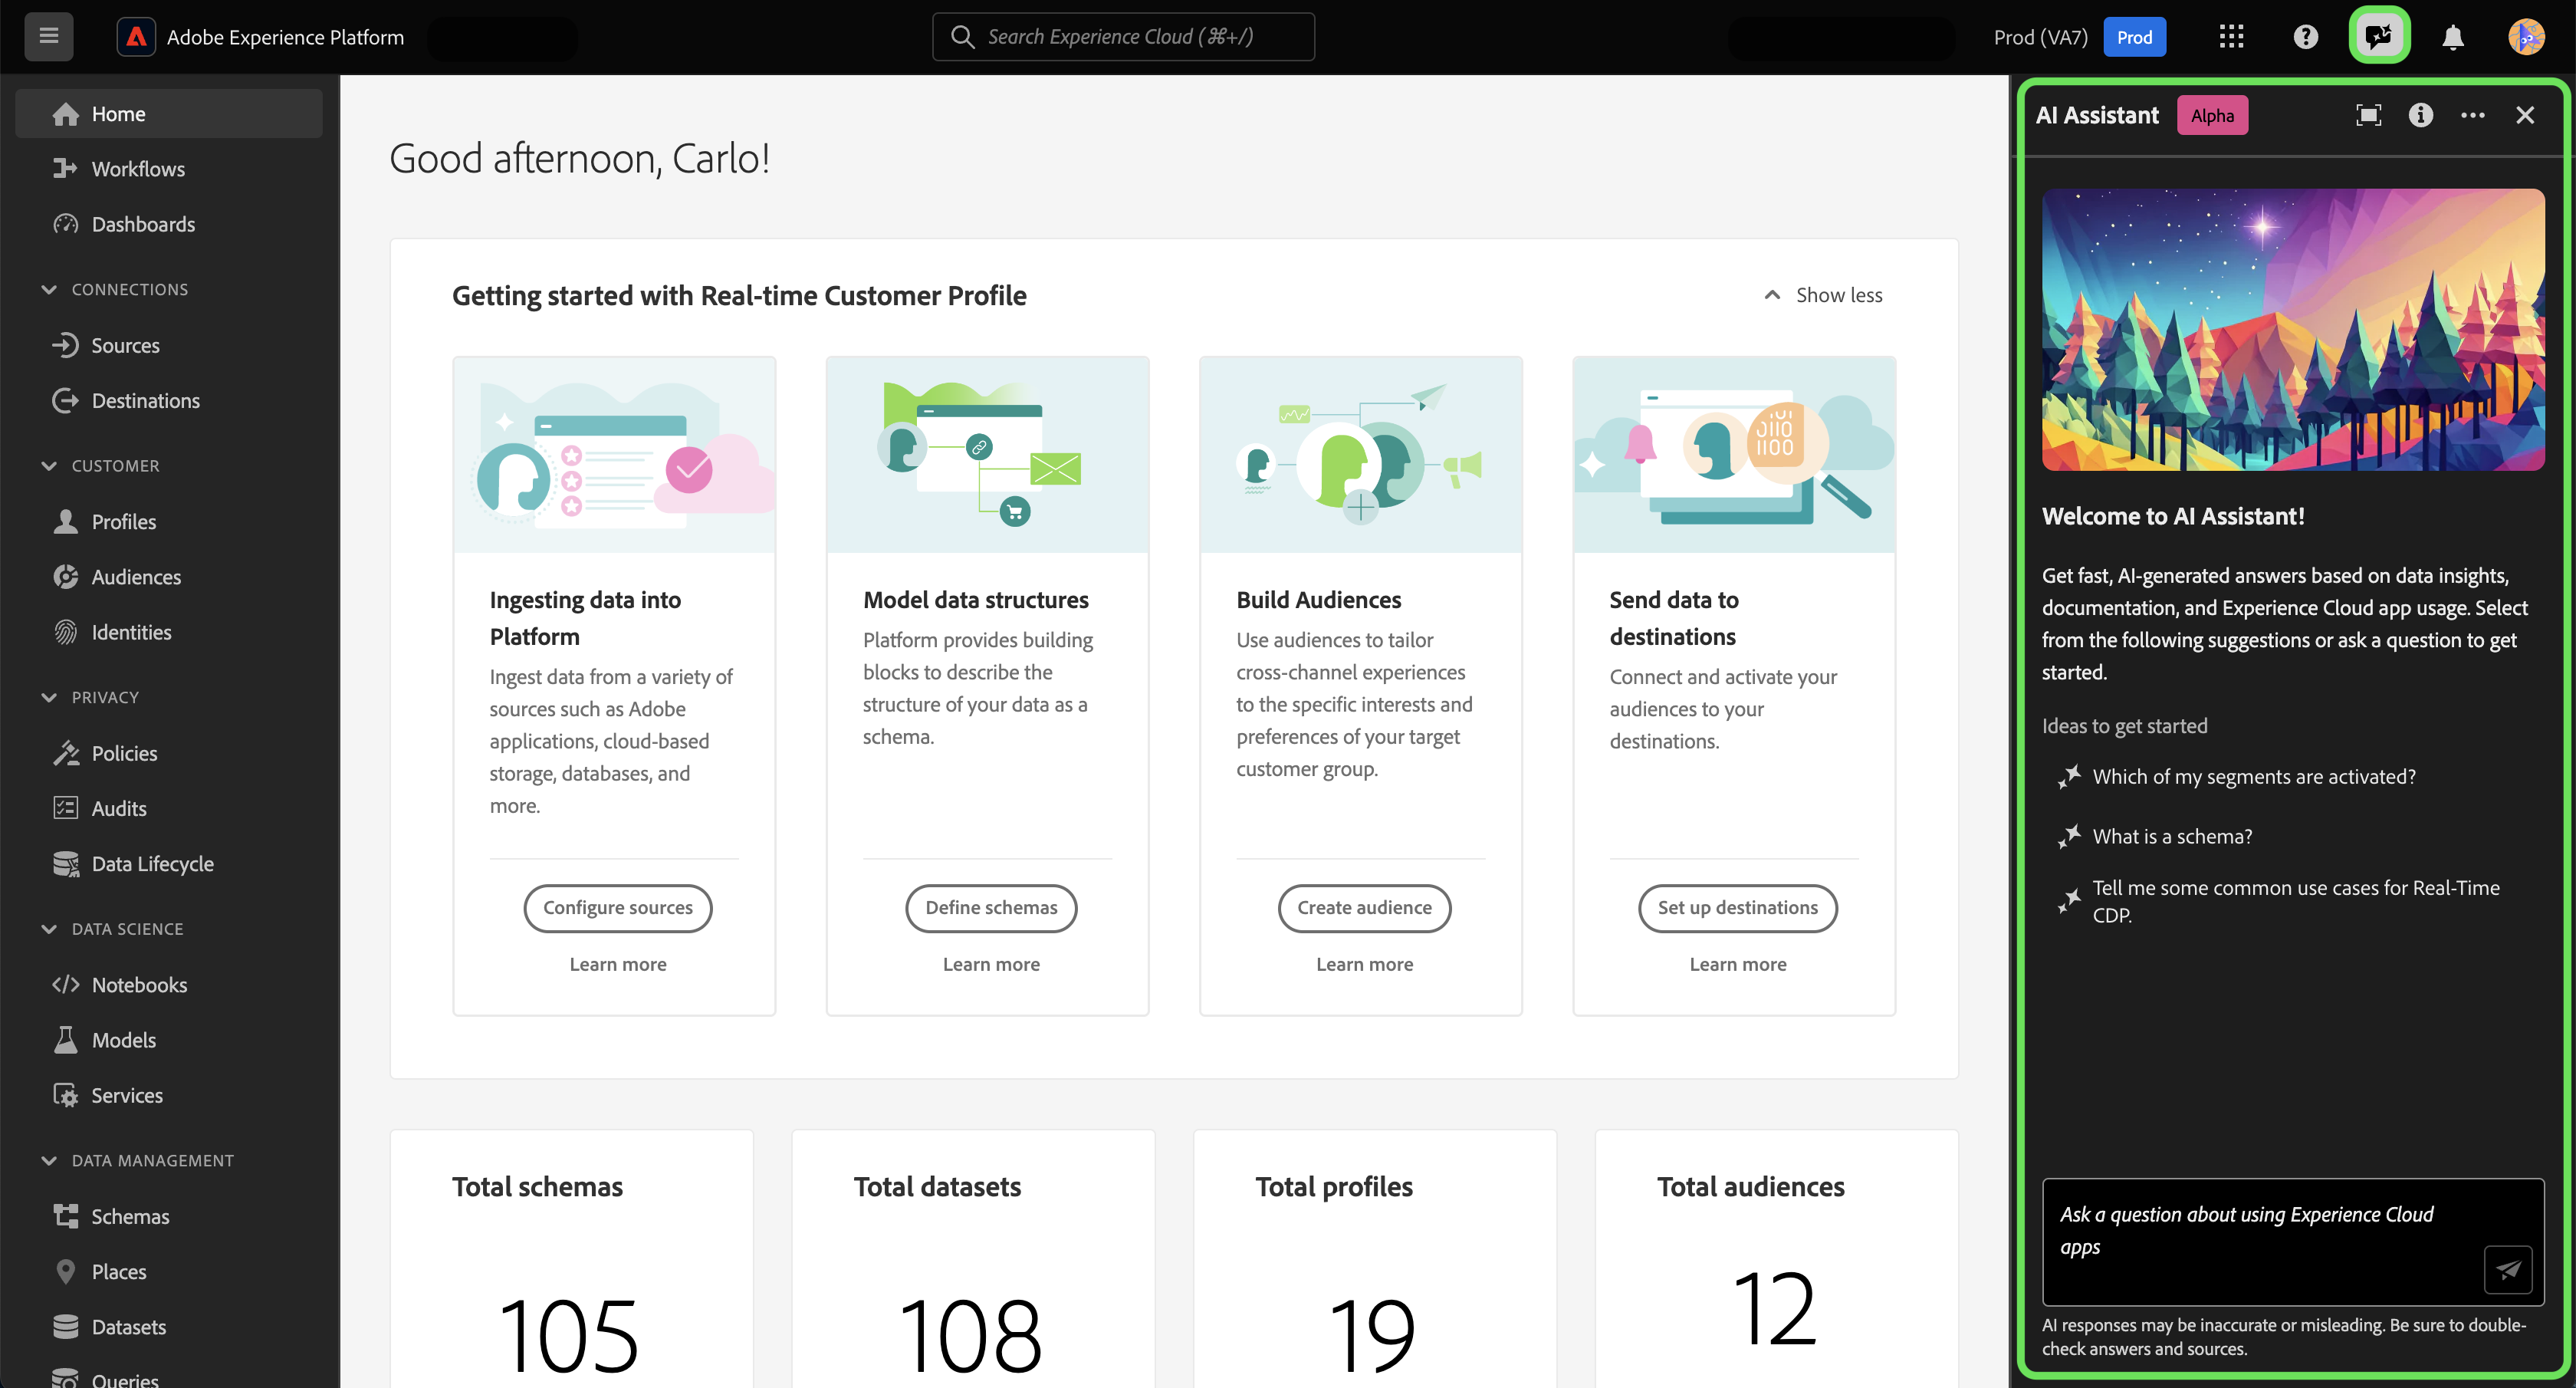 Adobe Experience Platform
Search Experience Cloud (⌘+/)
Prod (VA7)
Prod
Home
Workflows
Dashboards
CONNECTIONS
Sources
Destinations
CUSTOMER
Profiles
Audiences
Identities
PRIVACY
Policies
Audits
Data Lifecycle
DATA SCIENCE
Notebooks
Models
Services
DATA MANAGEMENT
Schemas
Places
Datasets
Queries
Good afternoon, Carlo!
Getting started with Real-time Customer Profile
Show less
Ingesting data into
Platform
Ingest data from a variety of
sources such as Adobe
applications, cloud-based
storage, databases, and
more.
Configure sources
Learn more
Model data structures
Platform provides building
blocks to describe the
structure of your data as a
schema.
Define schemas
Learn more
Build Audiences
Use audiences to tailor
cross-channel experiences
to the specific interests and
preferences of your target
customer group.
Create audience
Learn more
Send data to
destinations
Connect and activate your
audiences to your
destinations.
Set up destinations
Learn more
Total schemas
105
Total datasets
108
Total profiles
19
Total audiences
12
AI Assistant
Alpha
Welcome to AI Assistant!
Get fast, AI-generated answers based on data insights,
documentation, and Experience Cloud app usage. Select
from the following suggestions or ask a question to get
started.
Ideas to get started
Which of my segments are activated?
What is a schema?
Tell me some common use cases for Real-Time
CDP.
Ask a question about using Experience Cloud
apps
AI responses may be inaccurate or misleading. Be sure to double-
check answers and sources.